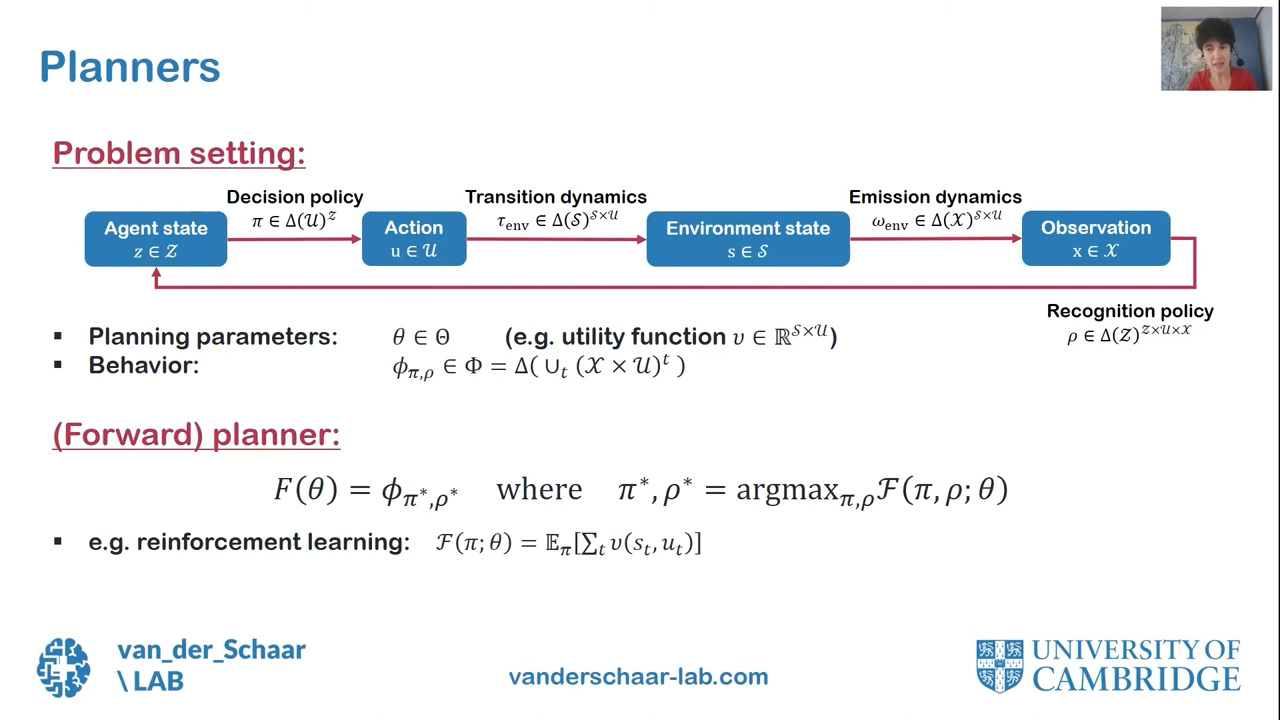 Planners
Problem setting:
Decision policy
π ∈ Δ(𝒰)^𝒵
Transition dynamics
τ_env ∈ Δ(𝒮)^{𝒮×𝒰}
Emission dynamics
ω_env ∈ Δ(𝒳)^{𝒮×𝒰}
Agent state
z ∈ 𝒵
Action
u ∈ 𝒰
Environment state
s ∈ 𝒮
Observation
x ∈ 𝒳
Recognition policy
ρ ∈ Δ(𝒵)^{𝒵×𝒰×𝒳}
▪ Planning parameters: θ ∈ Θ (e.g. utility function υ ∈ ℝ^{𝒮×𝒰})
▪ Behavior: ϕ_{π,ρ} ∈ Φ = Δ( ∪_t (𝒳 × 𝒰)^t )
(Forward) planner:
F(θ) = ϕ_{π*,ρ*} where π*, ρ* = argmax_{π,ρ} ℱ(π, ρ; θ)
▪ e.g. reinforcement learning: ℱ(π; θ) = 𝔼_π[∑_t υ(s_t, u_t)]
van_der_Schaar
\ LAB
vanderschaar-lab.com
UNIVERSITY OF
CAMBRIDGE